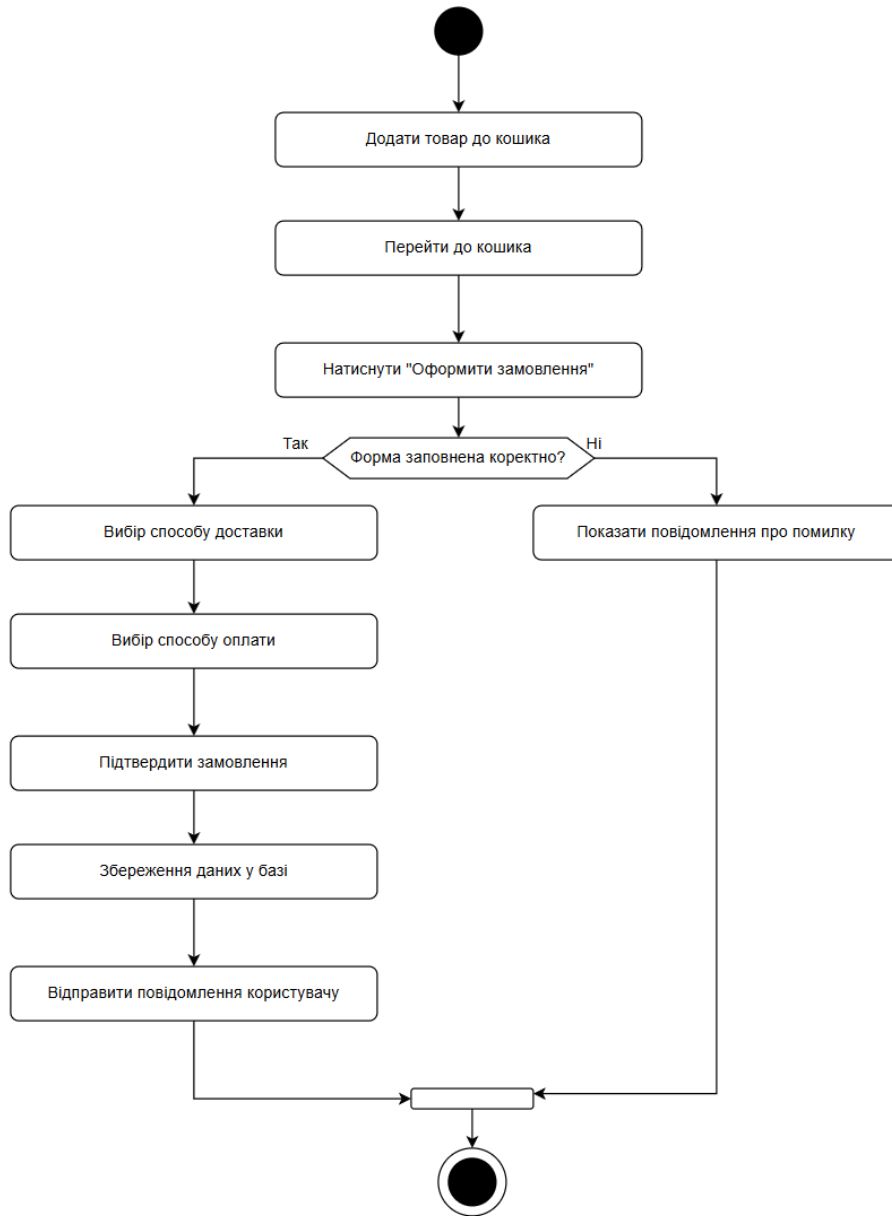 Додати товар до кошика
Перейти до кошика
Натиснути "Оформити замовлення"
Так
Форма заповнена коректно?
Ні
Вибір способу доставки
Показати повідомлення про помилку
Вибір способу оплати
Підтвердити замовлення
Збереження даних у базі
Відправити повідомлення користувачу